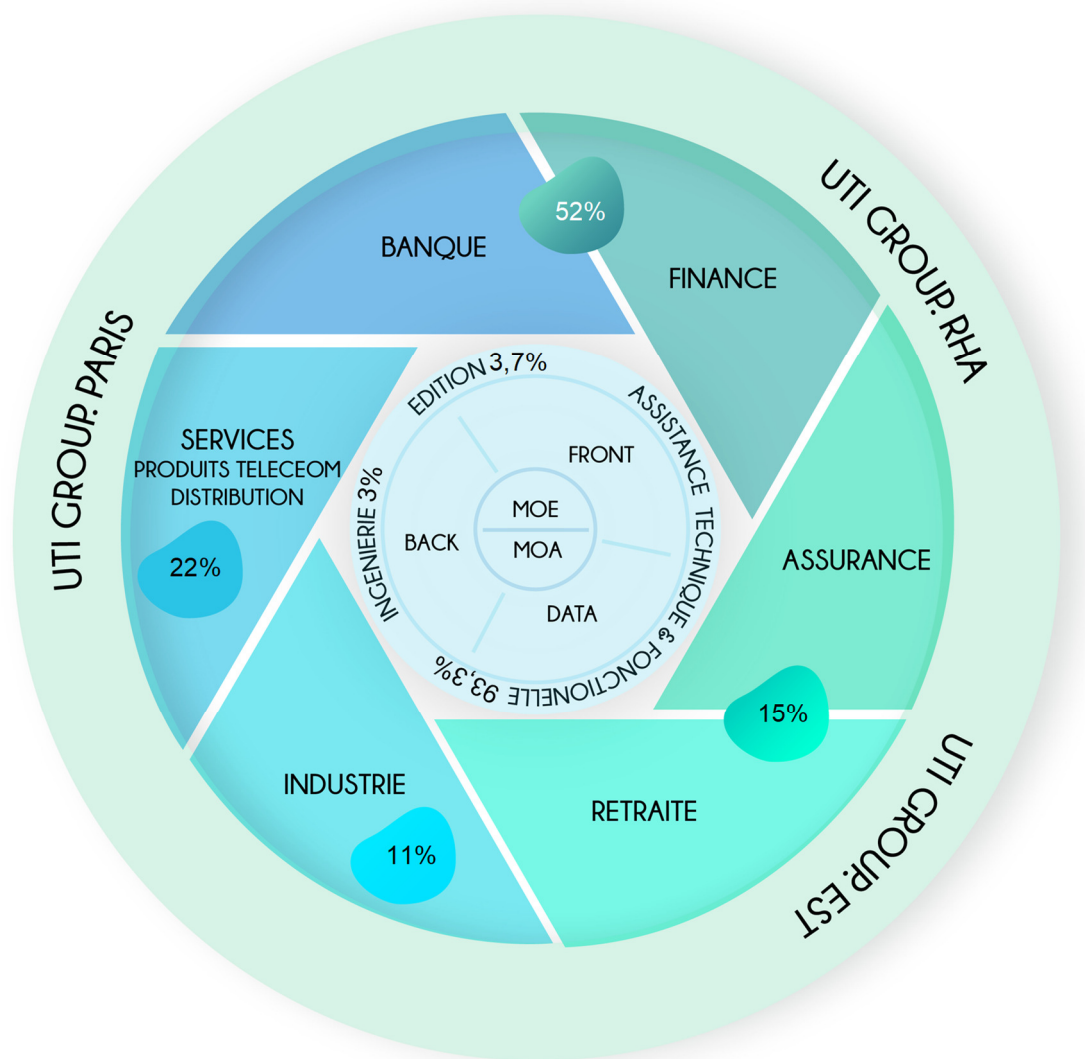 UTI GROUP. PARIS
UTI GROUP. RHA
UTI GROUP. EST
BANQUE
52%
FINANCE
SERVICES
PRODUITS TELECEOM
DISTRIBUTION
22%
ASSURANCE
15%
RETRAITE
INDUSTRIE
11%
EDITION 3,7%
ASSISTANCE TECHNIQUE & FONCTIONELLE 93,3%
INGENIERIE 3%
FRONT
BACK
DATA
MOE
MOA